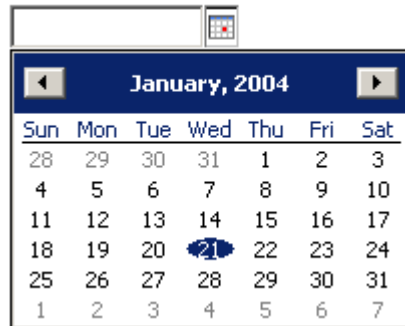 January, 2004
Sun Mon Tue Wed Thu Fri Sat
28 29 30 31 1 2 3
4 5 6 7 8 9 10
11 12 13 14 15 16 17
18 19 20 21 22 23 24
25 26 27 28 29 30 31
1 2 3 4 5 6 7